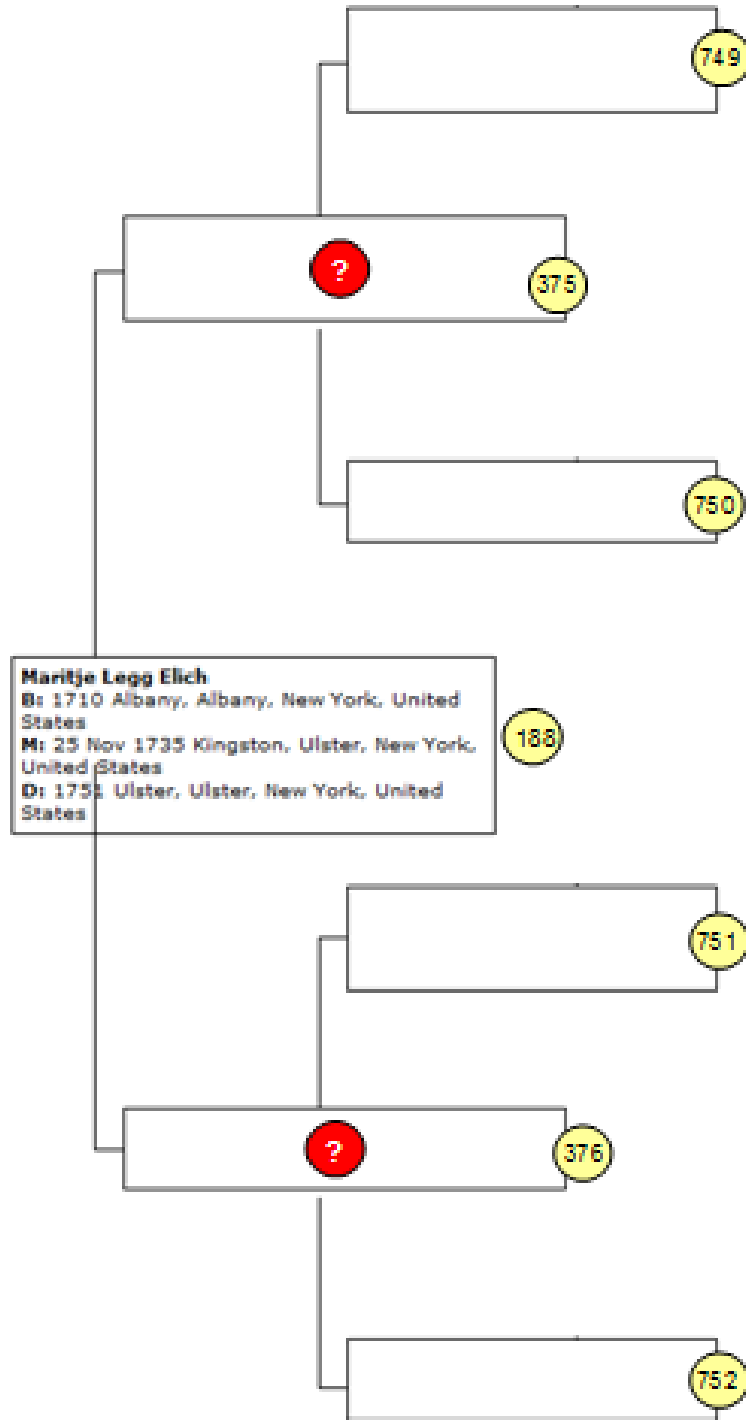 749
?
375
750
Maritje Legg Elich
B: 1710 Albany, Albany, New York, United
States
M: 25 Nov 1735 Kingston, Ulster, New York,
United States
D: 1751 Ulster, Ulster, New York, United
States
188
751
?
376
752